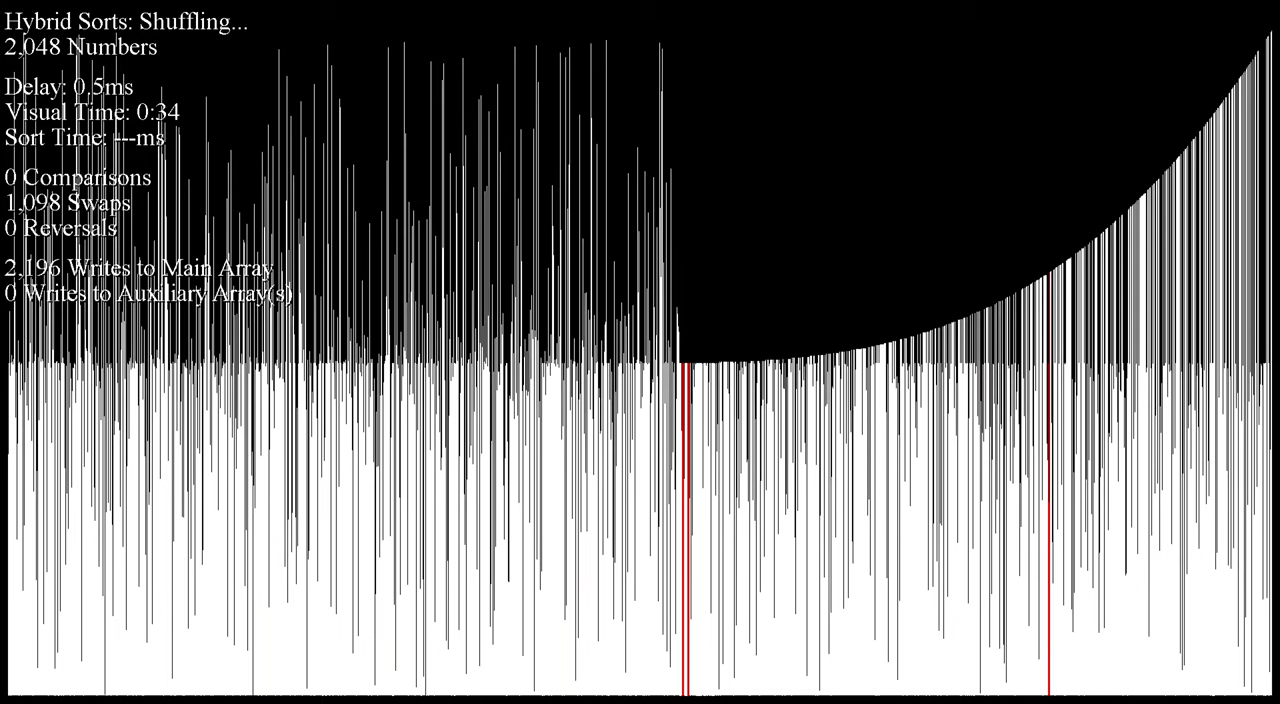 Hybrid Sorts: Shuffling...
2,048 Numbers
Delay: 0.5ms
Visual Time: 0:34
Sort Time: ---ms
0 Comparisons
1,098 Swaps
0 Reversals
2,196 Writes to Main Array
0 Writes to Auxiliary Array(s)